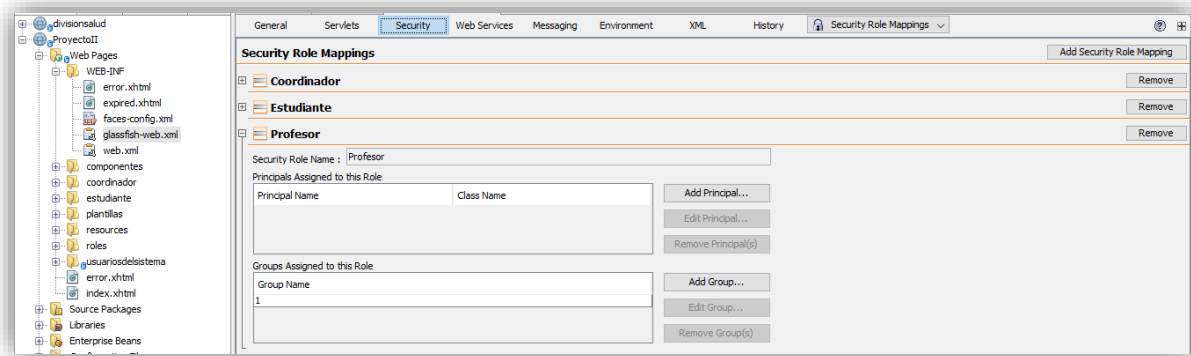 divisionsalud
ProyectoII
Web Pages
WEB-INF
error.xhtml
expired.xhtml
faces-config.xml
glassfish-web.xml
web.xml
componentes
coordinador
estudiante
plantillas
resources
roles
usuariosdelsistema
error.xhtml
index.xhtml
Source Packages
Libraries
Enterprise Beans
General Servlets Security Web Services Messaging Environment XML History Security Role Mappings
Security Role Mappings Add Security Role Mapping
Coordinador Remove
Estudiante Remove
Profesor Remove
Security Role Name : Profesor
Principals Assigned to this Role
Principal Name Class Name Add Principal...
Edit Principal...
Remove Principal(s)
Groups Assigned to this Role
Group Name Add Group...
1
Edit Group...
Remove Group(s)